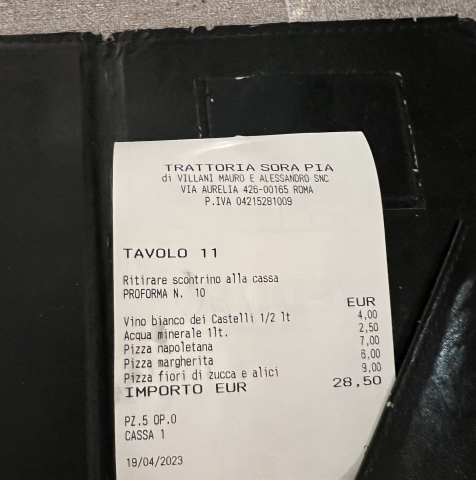 TRATTORIA SORA PIA
di VILLANI MAURO E ALESSANDRO SNC
VIA AURELIA 426-00165 ROMA
P.IVA 04215281009
TAVOLO 11
Ritirare scontrino alla cassa
PROFORMA N. 10
EUR
Vino bianco dei Castelli 1/2 lt 4,00
Acqua minerale 1lt. 2,50
Pizza napoletana 7,00
Pizza margherita 6,00
Pizza fiori di zucca e alici 9,00
IMPORTO EUR 28,50
PZ.5 OP.0
CASSA 1
19/04/2023